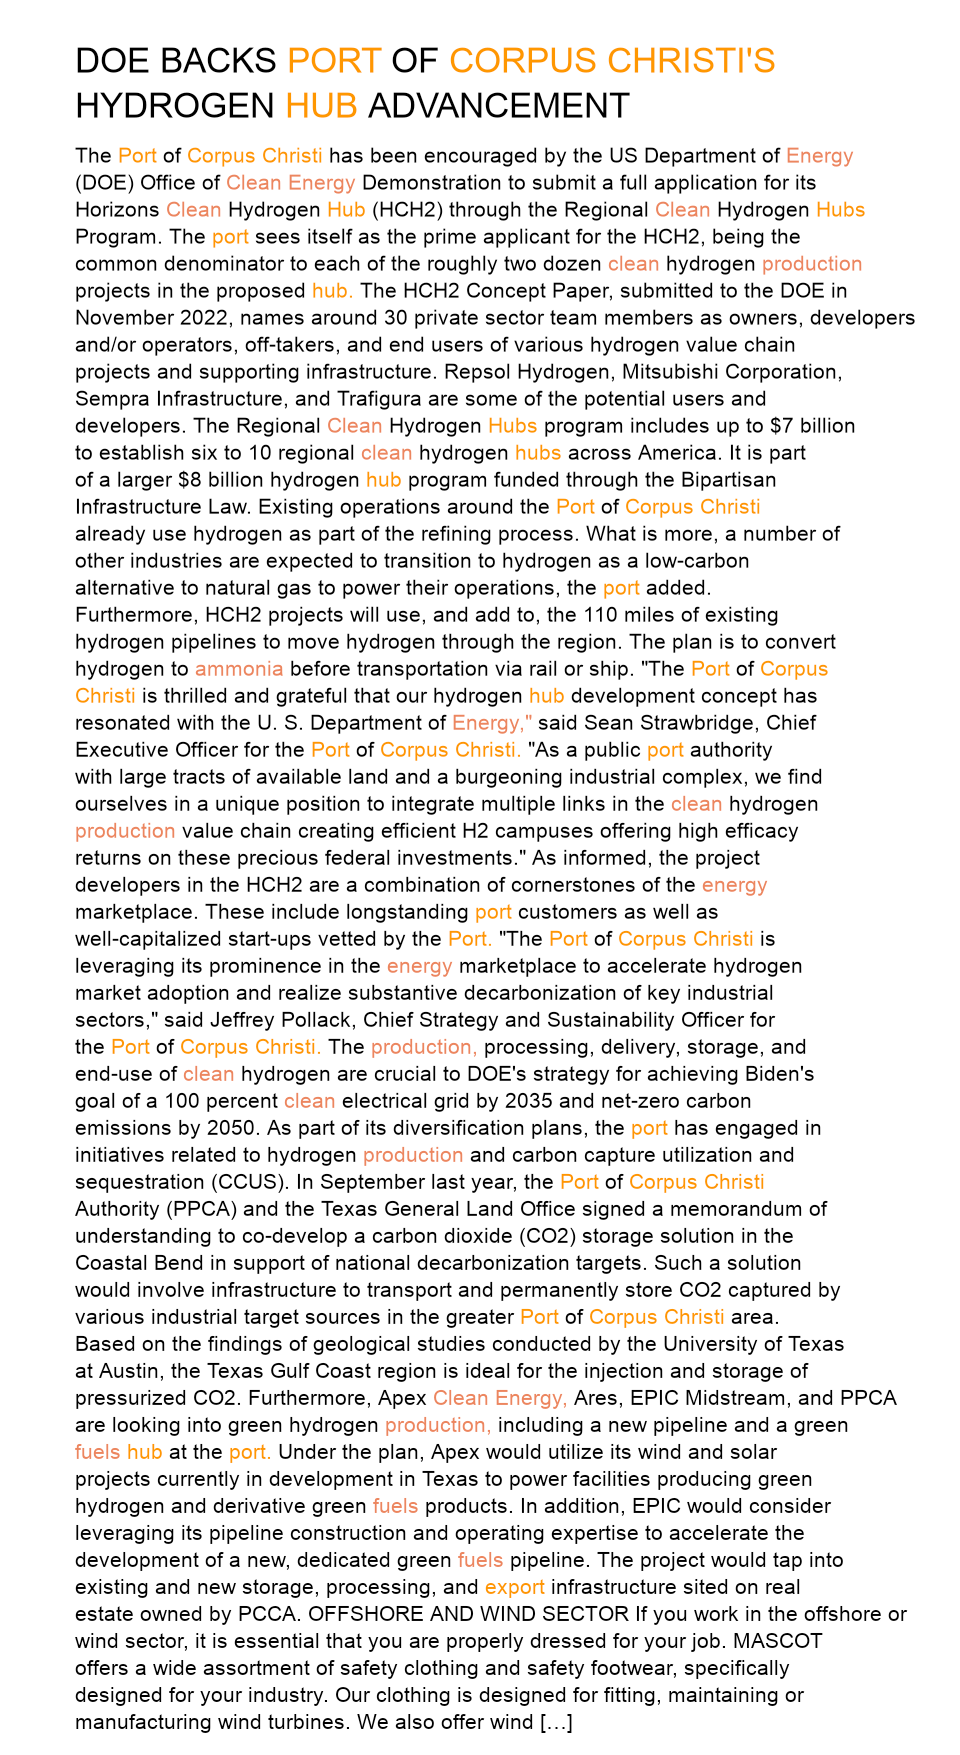 DOE BACKS PORT OF CORPUS CHRISTI'S
HYDROGEN HUB ADVANCEMENT
The Port of Corpus Christi has been encouraged by the US Department of Energy
(DOE) Office of Clean Energy Demonstration to submit a full application for its
Horizons Clean Hydrogen Hub (HCH2) through the Regional Clean Hydrogen Hubs
Program. The port sees itself as the prime applicant for the HCH2, being the
common denominator to each of the roughly two dozen clean hydrogen production
projects in the proposed hub. The HCH2 Concept Paper, submitted to the DOE in
November 2022, names around 30 private sector team members as owners, developers
and/or operators, off-takers, and end users of various hydrogen value chain
projects and supporting infrastructure. Repsol Hydrogen, Mitsubishi Corporation,
Sempra Infrastructure, and Trafigura are some of the potential users and
developers. The Regional Clean Hydrogen Hubs program includes up to $7 billion
to establish six to 10 regional clean hydrogen hubs across America. It is part
of a larger $8 billion hydrogen hub program funded through the Bipartisan
Infrastructure Law. Existing operations around the Port of Corpus Christi
already use hydrogen as part of the refining process. What is more, a number of
other industries are expected to transition to hydrogen as a low-carbon
alternative to natural gas to power their operations, the port added.
Furthermore, HCH2 projects will use, and add to, the 110 miles of existing
hydrogen pipelines to move hydrogen through the region. The plan is to convert
hydrogen to ammonia before transportation via rail or ship. "The Port of Corpus
Christi is thrilled and grateful that our hydrogen hub development concept has
resonated with the U. S. Department of Energy," said Sean Strawbridge, Chief
Executive Officer for the Port of Corpus Christi. "As a public port authority
with large tracts of available land and a burgeoning industrial complex, we find
ourselves in a unique position to integrate multiple links in the clean hydrogen
production value chain creating efficient H2 campuses offering high efficacy
returns on these precious federal investments." As informed, the project
developers in the HCH2 are a combination of cornerstones of the energy
marketplace. These include longstanding port customers as well as
well-capitalized start-ups vetted by the Port. "The Port of Corpus Christi is
leveraging its prominence in the energy marketplace to accelerate hydrogen
market adoption and realize substantive decarbonization of key industrial
sectors," said Jeffrey Pollack, Chief Strategy and Sustainability Officer for
the Port of Corpus Christi. The production, processing, delivery, storage, and
end-use of clean hydrogen are crucial to DOE's strategy for achieving Biden's
goal of a 100 percent clean electrical grid by 2035 and net-zero carbon
emissions by 2050. As part of its diversification plans, the port has engaged in
initiatives related to hydrogen production and carbon capture utilization and
sequestration (CCUS). In September last year, the Port of Corpus Christi
Authority (PPCA) and the Texas General Land Office signed a memorandum of
understanding to co-develop a carbon dioxide (CO2) storage solution in the
Coastal Bend in support of national decarbonization targets. Such a solution
would involve infrastructure to transport and permanently store CO2 captured by
various industrial target sources in the greater Port of Corpus Christi area.
Based on the findings of geological studies conducted by the University of Texas
at Austin, the Texas Gulf Coast region is ideal for the injection and storage of
pressurized CO2. Furthermore, Apex Clean Energy, Ares, EPIC Midstream, and PPCA
are looking into green hydrogen production, including a new pipeline and a green
fuels hub at the port. Under the plan, Apex would utilize its wind and solar
projects currently in development in Texas to power facilities producing green
hydrogen and derivative green fuels products. In addition, EPIC would consider
leveraging its pipeline construction and operating expertise to accelerate the
development of a new, dedicated green fuels pipeline. The project would tap into
existing and new storage, processing, and export infrastructure sited on real
estate owned by PCCA. OFFSHORE AND WIND SECTOR If you work in the offshore or
wind sector, it is essential that you are properly dressed for your job. MASCOT
offers a wide assortment of safety clothing and safety footwear, specifically
designed for your industry. Our clothing is designed for fitting, maintaining or
manufacturing wind turbines. We also offer wind […]